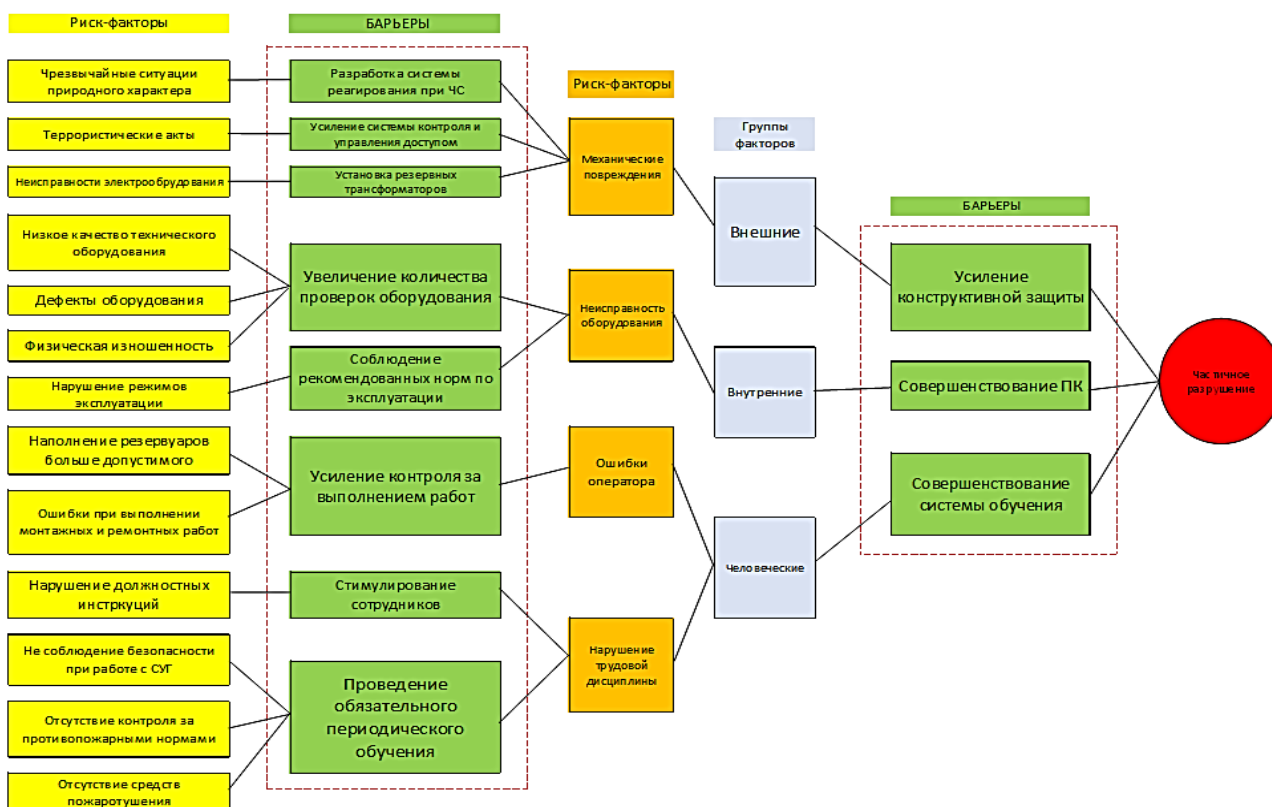 Риск-факторы
Чрезвычайные ситуации
природного характера
Террористические акты
Неисправности электрообрудования
Низкое качество технического
оборудования
Дефекты оборудования
Физическая изношенность
Нарушение режимов
эксплуатации
Наполнение резервуаров
больше допустимого
Ошибки при выполнении
монтажных и ремонтных работ
Нарушение должностных
инстркуций
Не соблюдение безопасности
при работе с СУГ
Отсутствие контроля за
противопожарными нормами
Отсутствие средств
пожаротушения
БАРЬЕРЫ
Разработка системы
реагирования при ЧС
Усиление системы контроля и
управления доступом
Установка резервных
трансформаторов
Увеличение количества
проверок оборудования
Соблюдение
рекомендованных норм по
эксплуатации
Усиление контроля за
выполнением работ
Стимулирование
сотрудников
Проведение
обязательного
периодического
обучения
Риск-факторы
Механические
повреждения
Неисправность
оборудования
Ошибки
оператора
Нарушение
трудовой
дисциплины
Группы
факторов
Внешние
Внутренние
Человеческие
БАРЬЕРЫ
Усиление
конструктивной защиты
Совершенствование ПК
Совершенствование
системы обучения
Частичное
разрушение